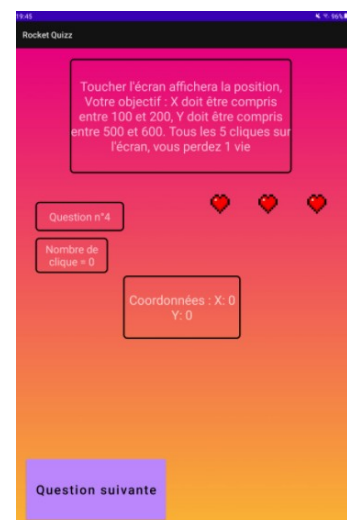 19:45 96%
Rocket Quizz
Toucher l'écran affichera la position,
Votre objectif : X doit être compris
entre 100 et 200, Y doit être compris
entre 500 et 600. Tous les 5 cliques sur
l'écran, vous perdez 1 vie
Question n°4
Nombre de
clique = 0
Coordonnées : X: 0
Y: 0
Question suivante